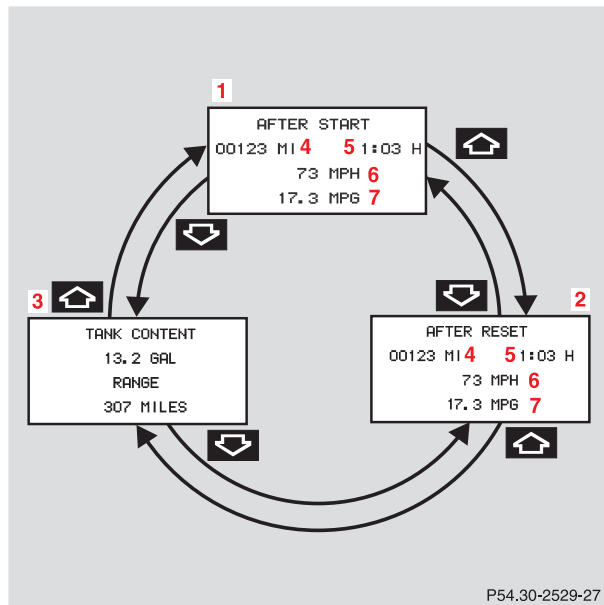 1
AFTER START
00123 MI 4 5 1:03 H
73 MPH 6
17.3 MPG 7
3
TANK CONTENT
13.2 GAL
RANGE
307 MILES
2
AFTER RESET
00123 MI 4 5 1:03 H
73 MPH 6
17.3 MPG 7
P54.30-2529-27